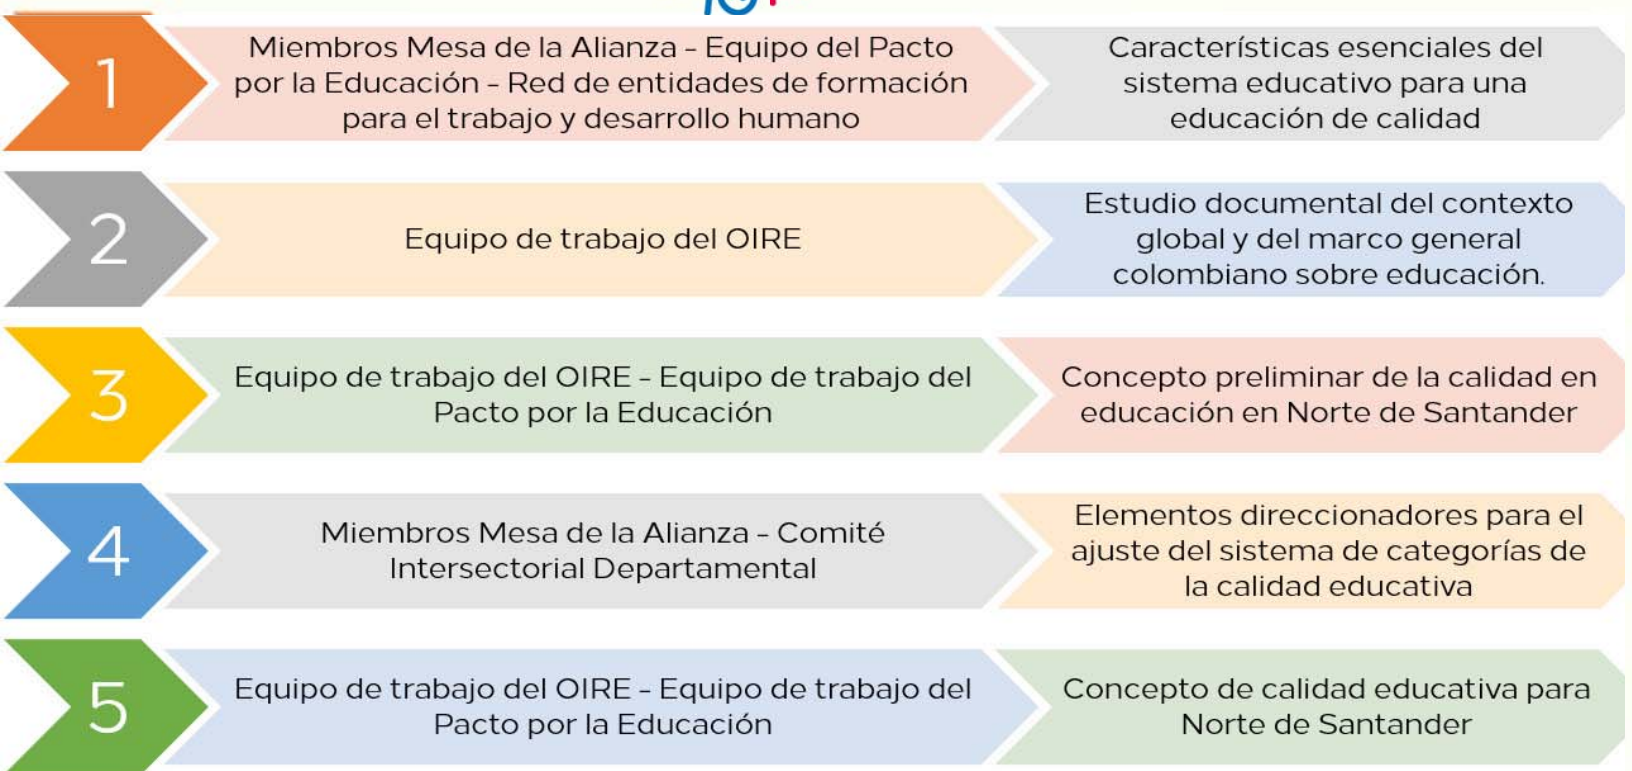 1
Miembros Mesa de la Alianza - Equipo del Pacto
por la Educación - Red de entidades de formación
para el trabajo y desarrollo humano
Características esenciales del
sistema educativo para una
educación de calidad
2
Equipo de trabajo del OIRE
Estudio documental del contexto
global y del marco general
colombiano sobre educación.
3
Equipo de trabajo del OIRE - Equipo de trabajo del
Pacto por la Educación
Concepto preliminar de la calidad en
educación en Norte de Santander
4
Miembros Mesa de la Alianza - Comité
Intersectorial Departamental
Elementos direccionadores para el
ajuste del sistema de categorías de
la calidad educativa
5
Equipo de trabajo del OIRE - Equipo de trabajo del
Pacto por la Educación
Concepto de calidad educativa para
Norte de Santander